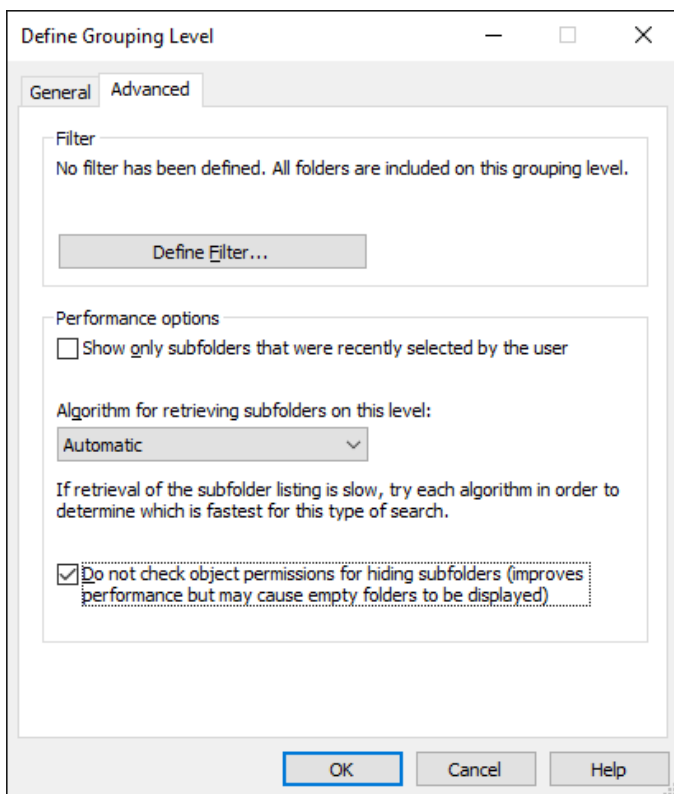 Define Grouping Level
General
Advanced
Filter
No filter has been defined. All folders are included on this grouping level.
Define Filter...
Performance options
Show only subfolders that were recently selected by the user
Algorithm for retrieving subfolders on this level:
Automatic
If retrieval of the subfolder listing is slow, try each algorithm in order to
determine which is fastest for this type of search.
Do not check object permissions for hiding subfolders (improves
performance but may cause empty folders to be displayed)
OK
Cancel
Help